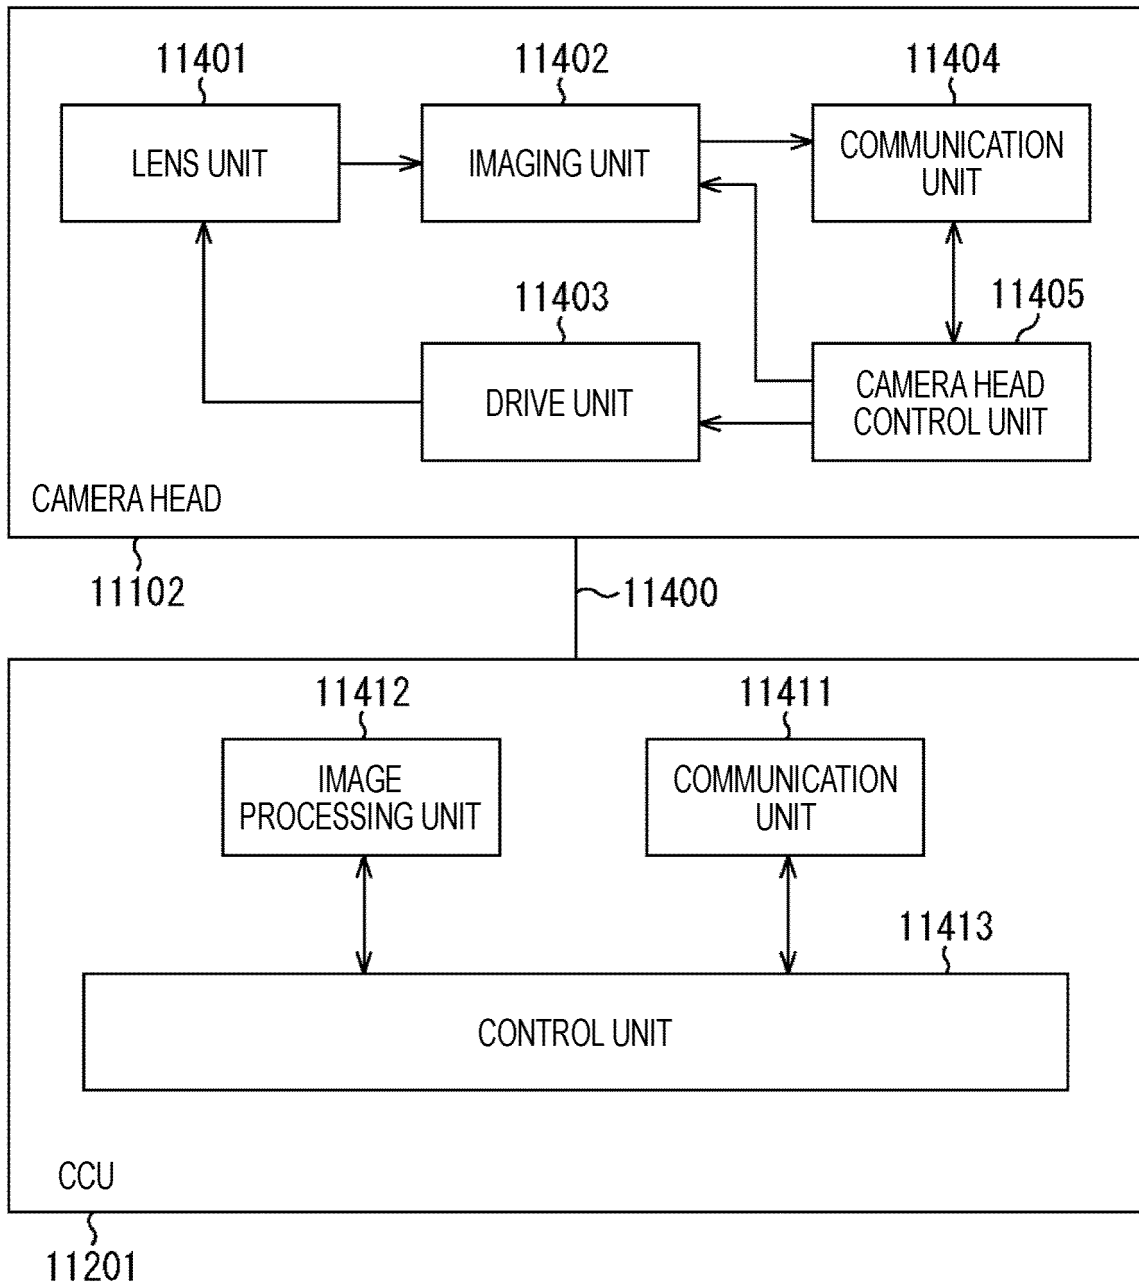 11401
11402
11404
LENS UNIT
IMAGING UNIT
COMMUNICATION
UNIT
11403
11405
DRIVE UNIT
CAMERA HEAD
CONTROL UNIT
CAMERA HEAD
11102
11400
11412
11411
IMAGE
PROCESSING UNIT
COMMUNICATION
UNIT
11413
CONTROL UNIT
CCU
11201